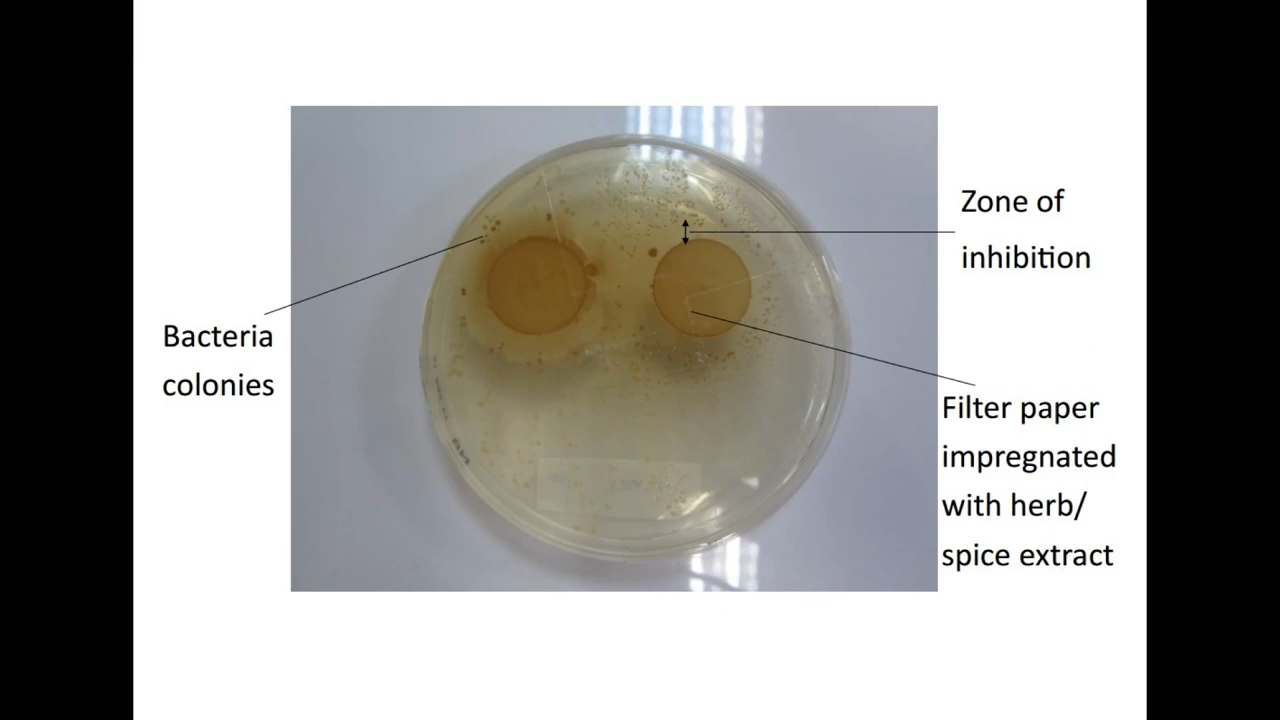 Zone of
inhibition
Bacteria
colonies
Filter paper
impregnated
with herb/
spice extract